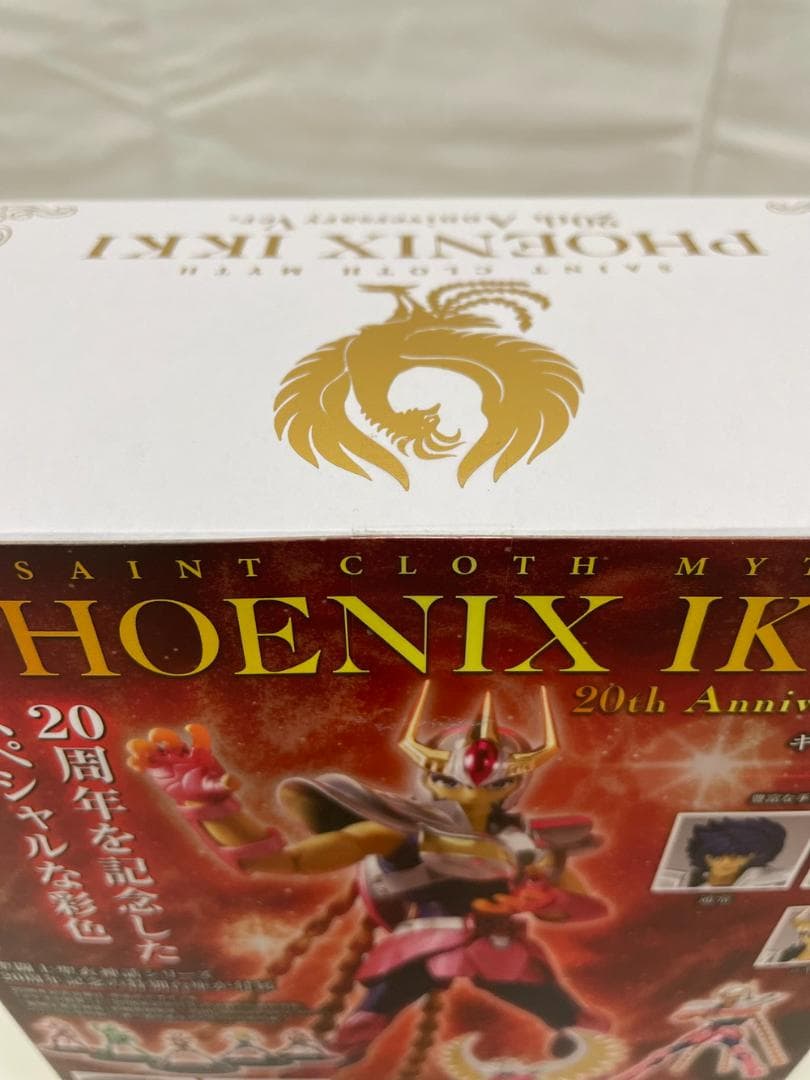 20th Anniversary Ver.
PHOENIX IKKI
SAINT CLOTH MYTH
SAINT CLOTH MYT
HOENIX IK
20th Anniv
20周年を記念した
スペシャルな彩色